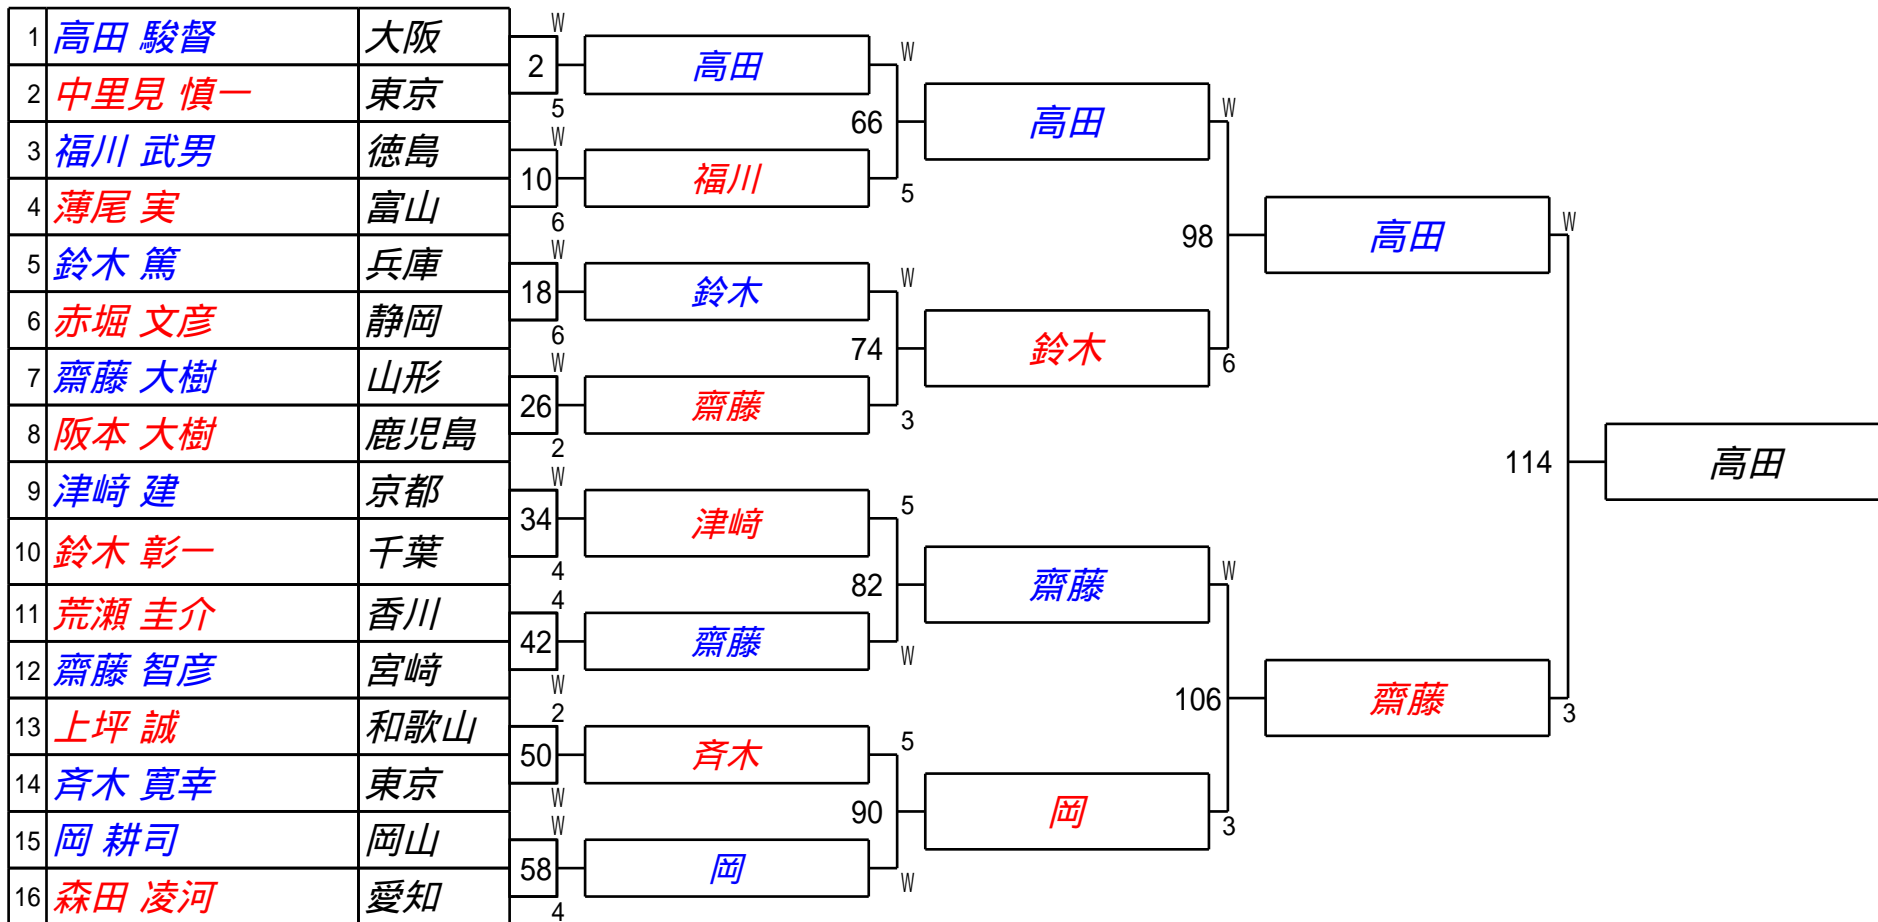 1 高田 駿督 大阪
2 中里見 慎一 東京
3 福川 武男 徳島
4 薄尾 実 富山
5 鈴木 篤 兵庫
6 赤堀 文彦 静岡
7 齋藤 大樹 山形
8 阪本 大樹 鹿児島
9 津﨑 建 京都
10 鈴木 彰一 千葉
11 荒瀬 圭介 香川
12 齋藤 智彦 宮﨑
13 上坪 誠 和歌山
14 斉木 寛幸 東京
15 岡 耕司 岡山
16 森田 凌河 愛知
W
2
5
W
10
6
W
18
6
W
26
2
W
34
4
4
42
W
2
50
W
W
58
4
高田
福川
鈴木
齋藤
津﨑
齋藤
斉木
岡
W
66
5
W
74
3
5
82
W
5
90
W
高田
鈴木
齋藤
岡
W
98
6
W
106
3
高田
齋藤
W
114
3
高田